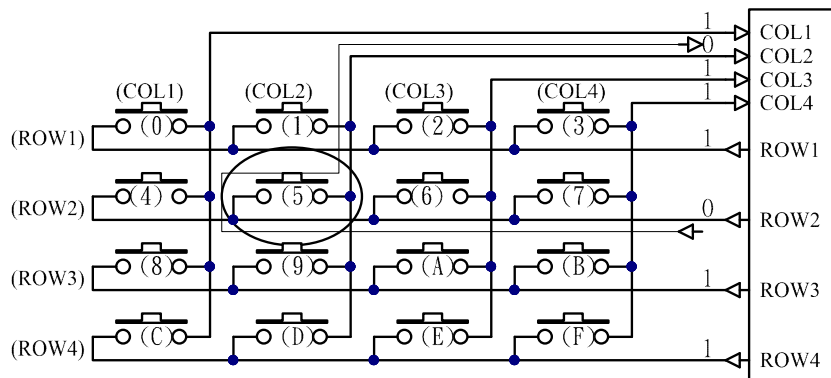 1 COL1
0
COL2
1 COL3
1 COL4
(COL1) (COL2) (COL3) (COL4)
(ROW1) (0) (1) (2) (3) 1 ROW1
(ROW2) (4) (5) (6) (7) 0 ROW2
(ROW3) (8) (9) (A) (B) 1 ROW3
(ROW4) (C) (D) (E) (F) 1 ROW4